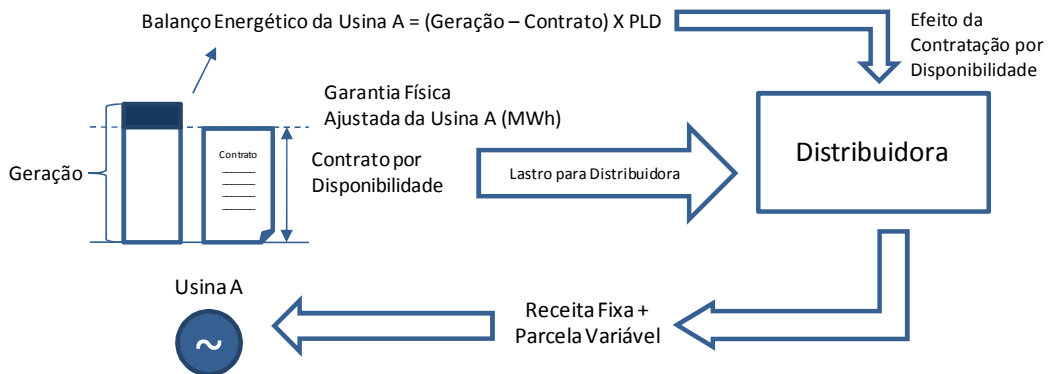 Balanço Energético da Usina A = (Geração – Contrato) X PLD
Efeito da
Contratação por
Disponibilidade
Garantia Física
Ajustada da Usina A (MWh)
Geração
Contrato
Contrato por
Disponibilidade
Lastro para Distribuidora
Distribuidora
Usina A
~
Receita Fixa +
Parcela Variável